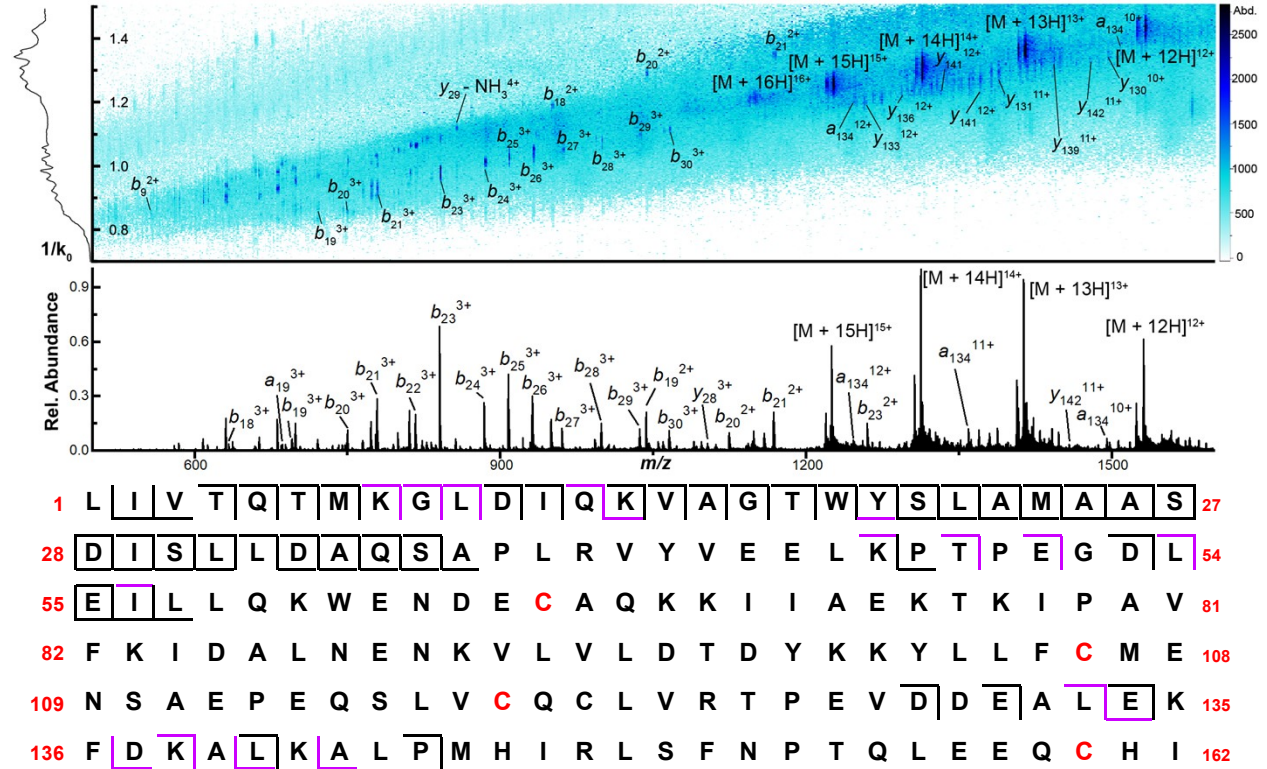 1.4
1.2
1.0
0.8
1/k0
b9 2+
b19 3+
b20 3+
b21 3+
y29 - NH3 4+
b23 3+
b24 3+
b25 3+
b26 3+
b18 2+
b27 3+
b28 3+
b20 2+
b29 3+
b30 3+
b21 2+
[M + 16H]16+
[M + 15H]15+
a134 12+
y133 12+
[M + 14H]14+
y136 12+
y141 12+
y141 12+
[M + 13H]13+
y131 11+
y139 11+
a134 10+
[M + 12H]12+
y142 11+
y130 10+
Abd.
2500
2000
1500
1000
500
0
Rel. Abundance
0.9
0.6
0.3
0.0
b18 3+
a19 3+
b19 3+
b20 3+
b21 3+
b22 3+
b23 3+
b24 3+
b25 3+
b26 3+
b27 3+
b28 3+
b29 3+
b19 2+
b30 3+
y28 3+
b20 2+
b21 2+
[M + 15H]15+
a134 12+
b23 2+
[M + 14H]14+
a134 11+
[M + 13H]13+
y142 11+
a134 10+
[M + 12H]12+
600 900 m/z 1200 1500
1 L I V T Q T M K G L D I Q K V A G T W Y S L A M A A S 27
28 D I S L L D A Q S A P L R V Y V E E L K P T P E G D L 54
55 E I L L Q K W E N D E C A Q K K I I A E K T K I P A V 81
82 F K I D A L N E N K V L V L D T D Y K K Y L L F C M E 108
109 N S A E P E Q S L V C Q C L V R T P E V D D E A L E K 135
136 F D K A L K A L P M H I R L S F N P T Q L E E Q C H I 162